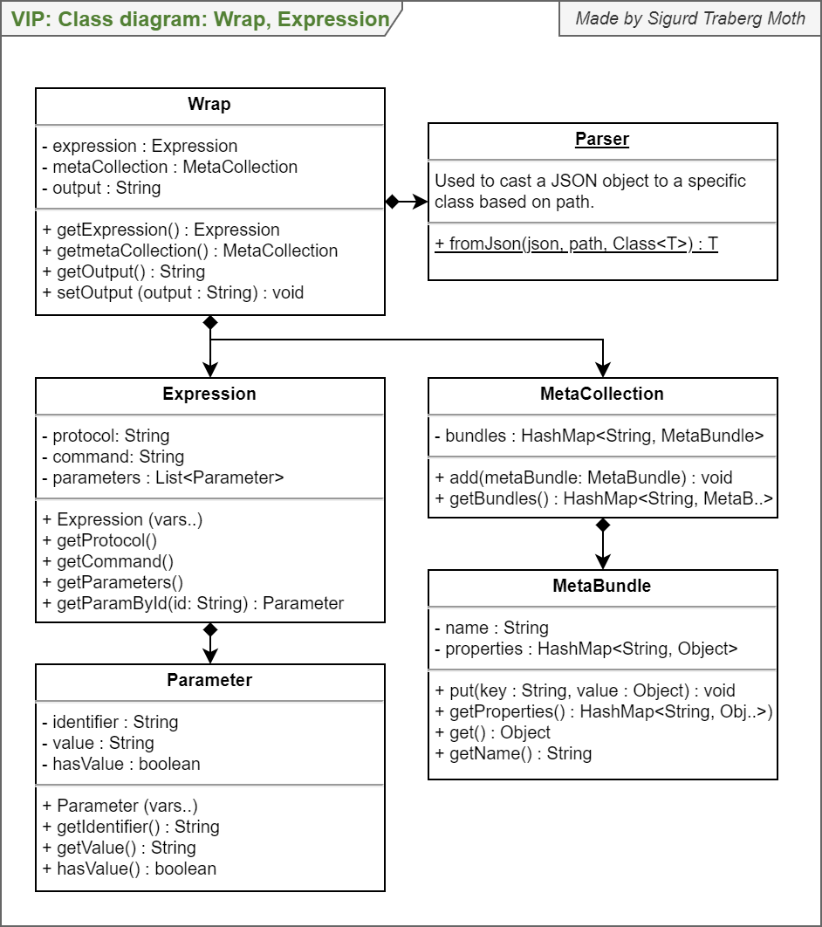 VIP: Class diagram: Wrap, Expression
Made by Sigurd Traberg Moth
Wrap
- expression : Expression
- metaCollection : MetaCollection
- output : String
+ getExpression() : Expression
+ getmetaCollection() : MetaCollection
+ getOutput() : String
+ setOutput (output : String) : void
Parser
Used to cast a JSON object to a specific
class based on path.
+ fromJson(json, path, Class<T>) : T
Expression
- protocol: String
- command: String
- parameters : List<Parameter>
+ Expression (vars..)
+ getProtocol()
+ getCommand()
+ getParameters()
+ getParamById(id: String) : Parameter
MetaCollection
- bundles : HashMap<String, MetaBundle>
+ add(metaBundle: MetaBundle) : void
+ getBundles() : HashMap<String, MetaB..>
MetaBundle
- name : String
- properties : HashMap<String, Object>
+ put(key : String, value : Object) : void
+ getProperties() : HashMap<String, Obj..>)
+ get() : Object
+ getName() : String
Parameter
- identifier : String
- value : String
- hasValue : boolean
+ Parameter (vars..)
+ getIdentifier() : String
+ getValue() : String
+ hasValue() : boolean